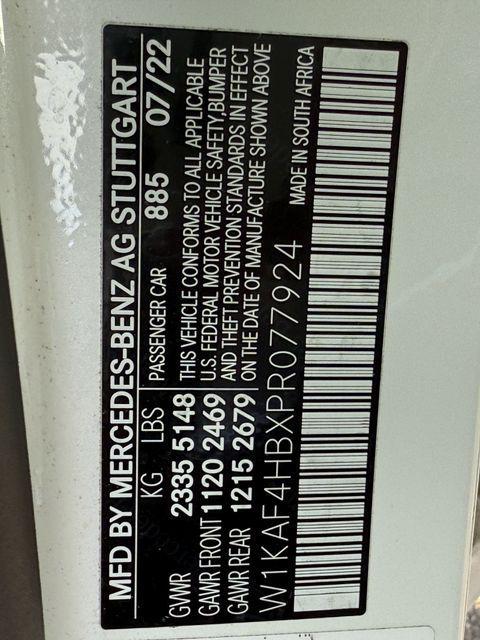 MFD BY MERCEDES-BENZ AG STUTTGART
KG LBS PASSENGER CAR 885 07/22
GVWR 2335 5148
GAWR FRONT 1120 2469
GAWR REAR 1215 2679
THIS VEHICLE CONFORMS TO ALL APPLICABLE
U.S. FEDERAL MOTOR VEHICLE SAFETY, BUMPER
AND THEFT PREVENTION STANDARDS IN EFFECT
ON THE DATE OF MANUFACTURE SHOWN ABOVE
W1KAF4HBXPR077924 MADE IN SOUTH AFRICA